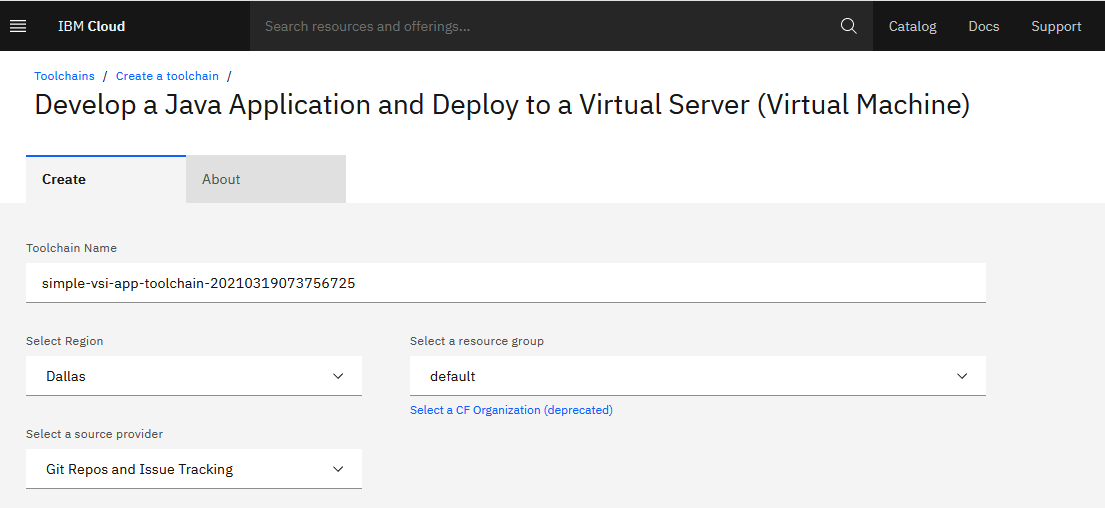 IBM Cloud Search resources and offerings... Catalog Docs Support
Toolchains / Create a toolchain /
Develop a Java Application and Deploy to a Virtual Server (Virtual Machine)
Create About
Toolchain Name
simple-vsi-app-toolchain-20210319073756725
Select Region Select a resource group
Dallas default
Select a CF Organization (deprecated)
Select a source provider
Git Repos and Issue Tracking